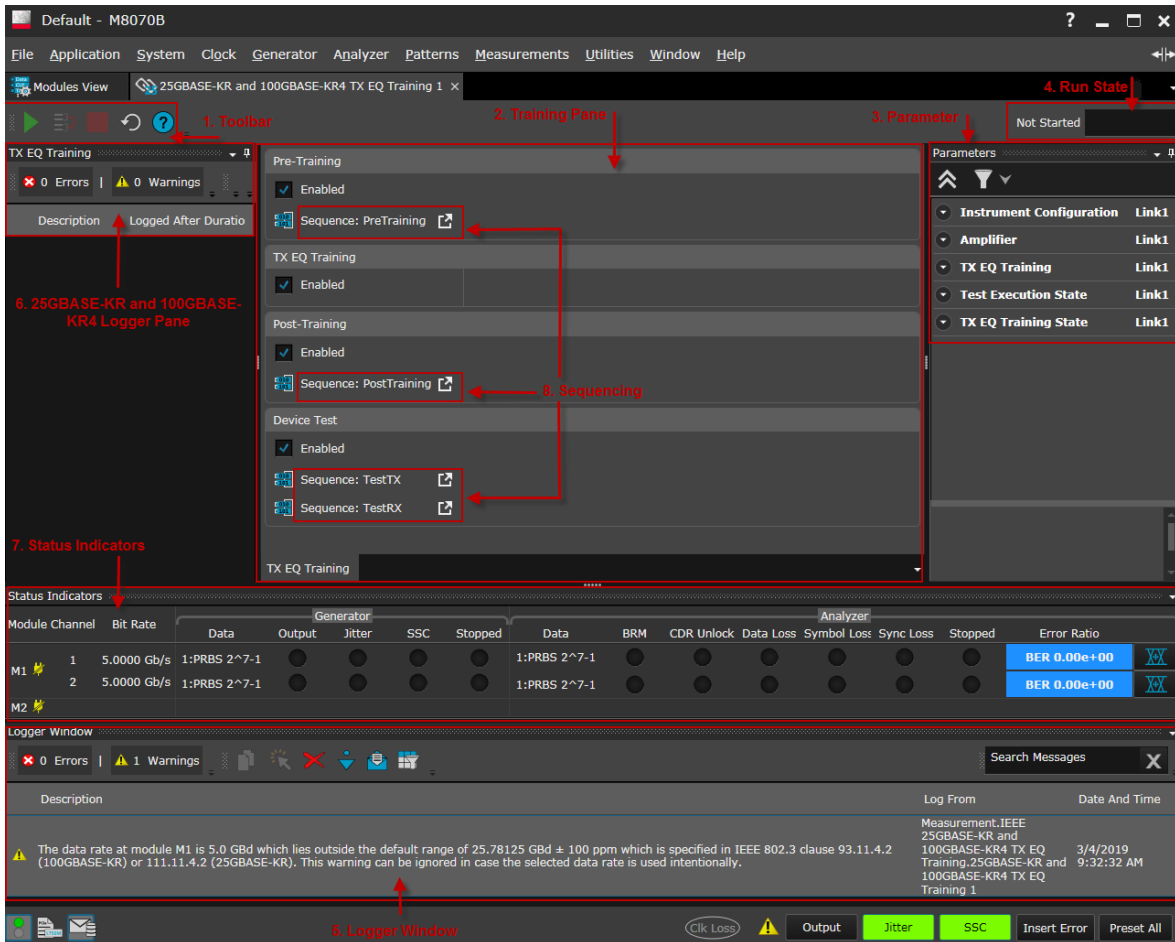 Default - M8070B
?
File Application System Clock Generator Analyzer Patterns Measurements Utilities Window Help
Modules View 25GBASE-KR and 100GBASE-KR4 TX EQ Training 1 ×
4. Run State
1. Toolbar
2. Training Pane
3. Parameter
Not Started
TX EQ Training
0 Errors | 0 Warnings
Description Logged After Duratio
6. 25GBASE-KR and 100GBASE-
KR4 Logger Pane
Pre-Training
Enabled
Sequence: PreTraining
TX EQ Training
Enabled
Post-Training
Enabled
Sequence: PostTraining
8. Sequencing
Device Test
Enabled
Sequence: TestTX
Sequence: TestRX
TX EQ Training
Parameters
Instrument Configuration Link1
Amplifier Link1
TX EQ Training Link1
Test Execution State Link1
TX EQ Training State Link1
7. Status Indicators
Status Indicators
Generator Analyzer
Module Channel Bit Rate Data Output Jitter SSC Stopped Data BRM CDR Unlock Data Loss Symbol Loss Sync Loss Stopped Error Ratio
M1 1 5.0000 Gb/s 1:PRBS 2^7-1 1:PRBS 2^7-1 BER 0.00e+00
2 5.0000 Gb/s 1:PRBS 2^7-1 1:PRBS 2^7-1 BER 0.00e+00
M2
Logger Window
0 Errors | 1 Warnings
Search Messages X
Description Log From Date And Time
The data rate at module M1 is 5.0 GBd which lies outside the default range of 25.78125 GBd ± 100 ppm which is specified in IEEE 802.3 clause 93.11.4.2
(100GBASE-KR) or 111.11.4.2 (25GBASE-KR). This warning can be ignored in case the selected data rate is used intentionally.
Measurement.IEEE
25GBASE-KR and
100GBASE-KR4 TX EQ
Training.25GBASE-KR and
100GBASE-KR4 TX EQ
Training 1
3/4/2019
9:32:32 AM
5. Logger Window
Clk Loss Output Jitter SSC Insert Error Preset All